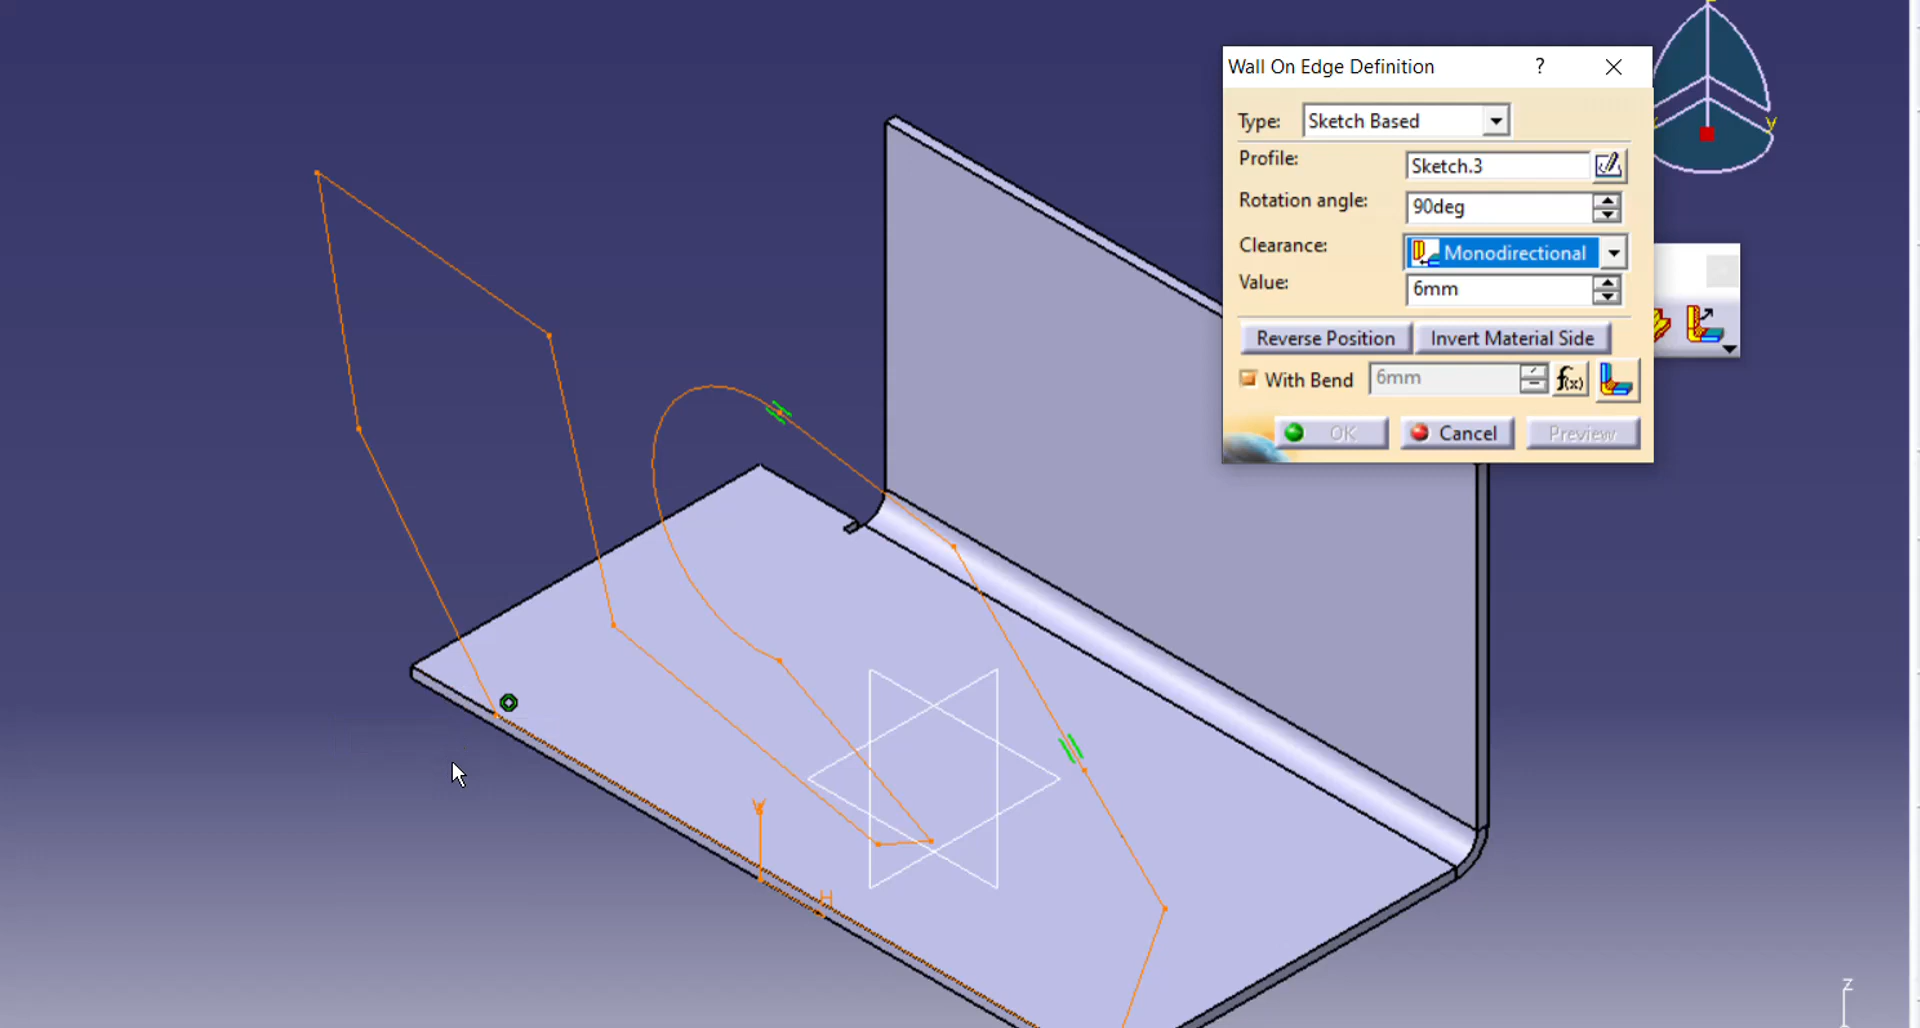 Wall On Edge Definition ? 
Type: Sketch Based
Profile: Sketch.3
Rotation angle: 90deg
Clearance: Monodirectional
Value: 6mm
Reverse Position Invert Material Side
With Bend 6mm f(x)
OK Cancel Preview
y
V
H
z